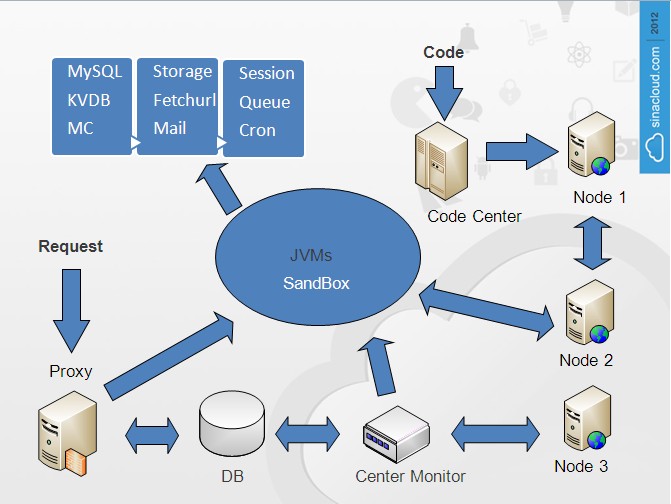 Code
sinacloud.com | 2012
MySQL
KVDB
MC
Storage
Fetchurl
Mail
Session
Queue
Cron
Code Center
Node 1
Request
JVMs
SandBox
Proxy
Node 2
DB
Center Monitor
Node 3